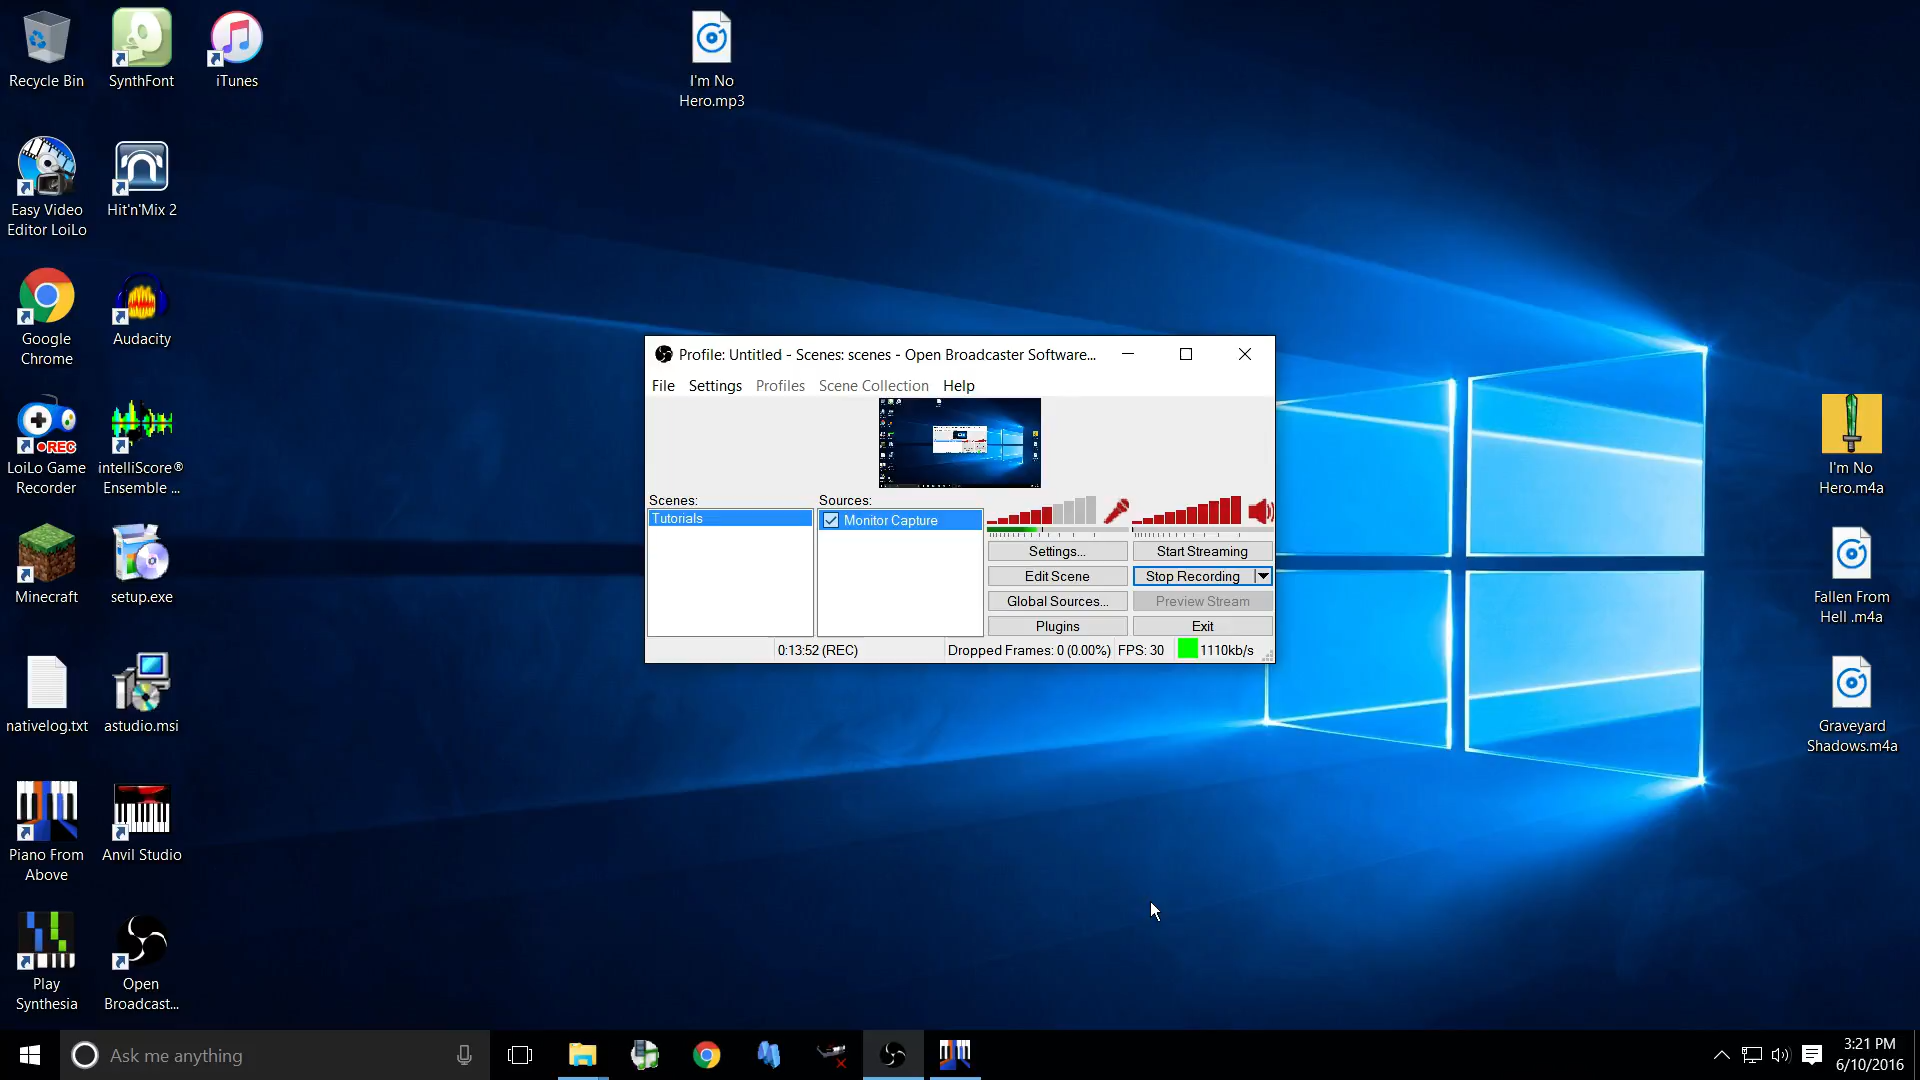 Recycle Bin
SynthFont
iTunes
I'm No
Hero.mp3
Easy Video
Editor LoiLo
Hit'n'Mix 2
Google
Chrome
Audacity
REC
LoiLo Game
Recorder
intelliScore®
Ensemble ...
Minecraft
setup.exe
nativelog.txt
astudio.msi
Piano From
Above
Anvil Studio
Play
Synthesia
Open
Broadcast...
Profile: Untitled - Scenes: scenes - Open Broadcaster Software...
File Settings Profiles Scene Collection Help
Scenes:
Sources:
Tutorials
Monitor Capture
Settings...
Start Streaming
Edit Scene
Stop Recording
Global Sources...
Preview Stream
Plugins
Exit
0:13:52 (REC)
Dropped Frames: 0 (0.00%)
FPS: 30
1110kb/s
I'm No
Hero.m4a
Fallen From
Hell .m4a
Graveyard
Shadows.m4a
Ask me anything
3:21 PM
6/10/2016